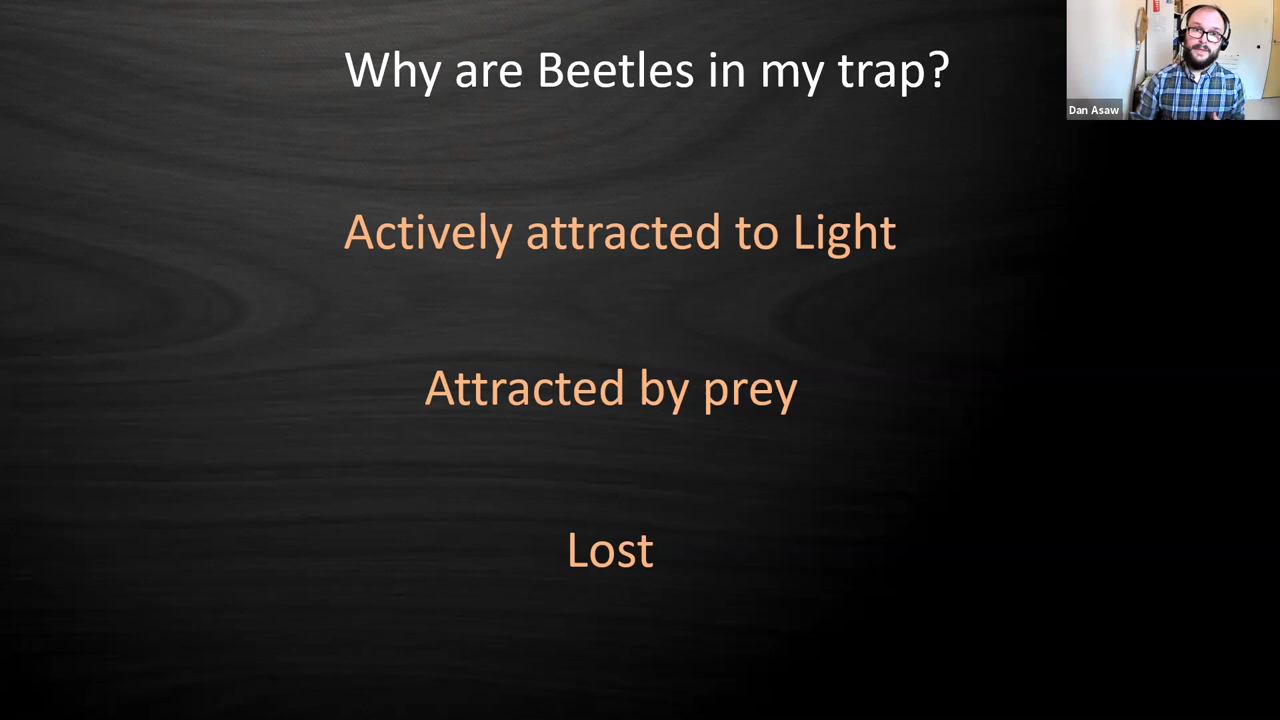 Why are Beetles in my trap?
Dan Asaw
Actively attracted to Light
Attracted by prey
Lost